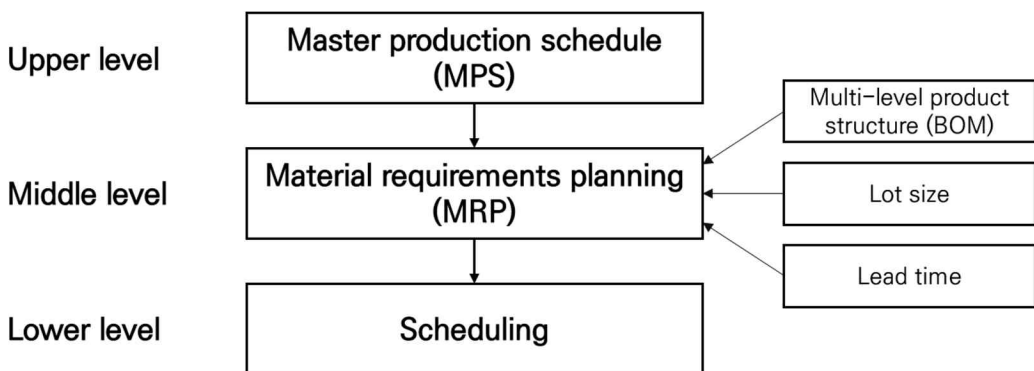 Upper level
Master production schedule
(MPS)
Multi-level product
structure (BOM)
Middle level
Material requirements planning
(MRP)
Lot size
Lead time
Lower level
Scheduling